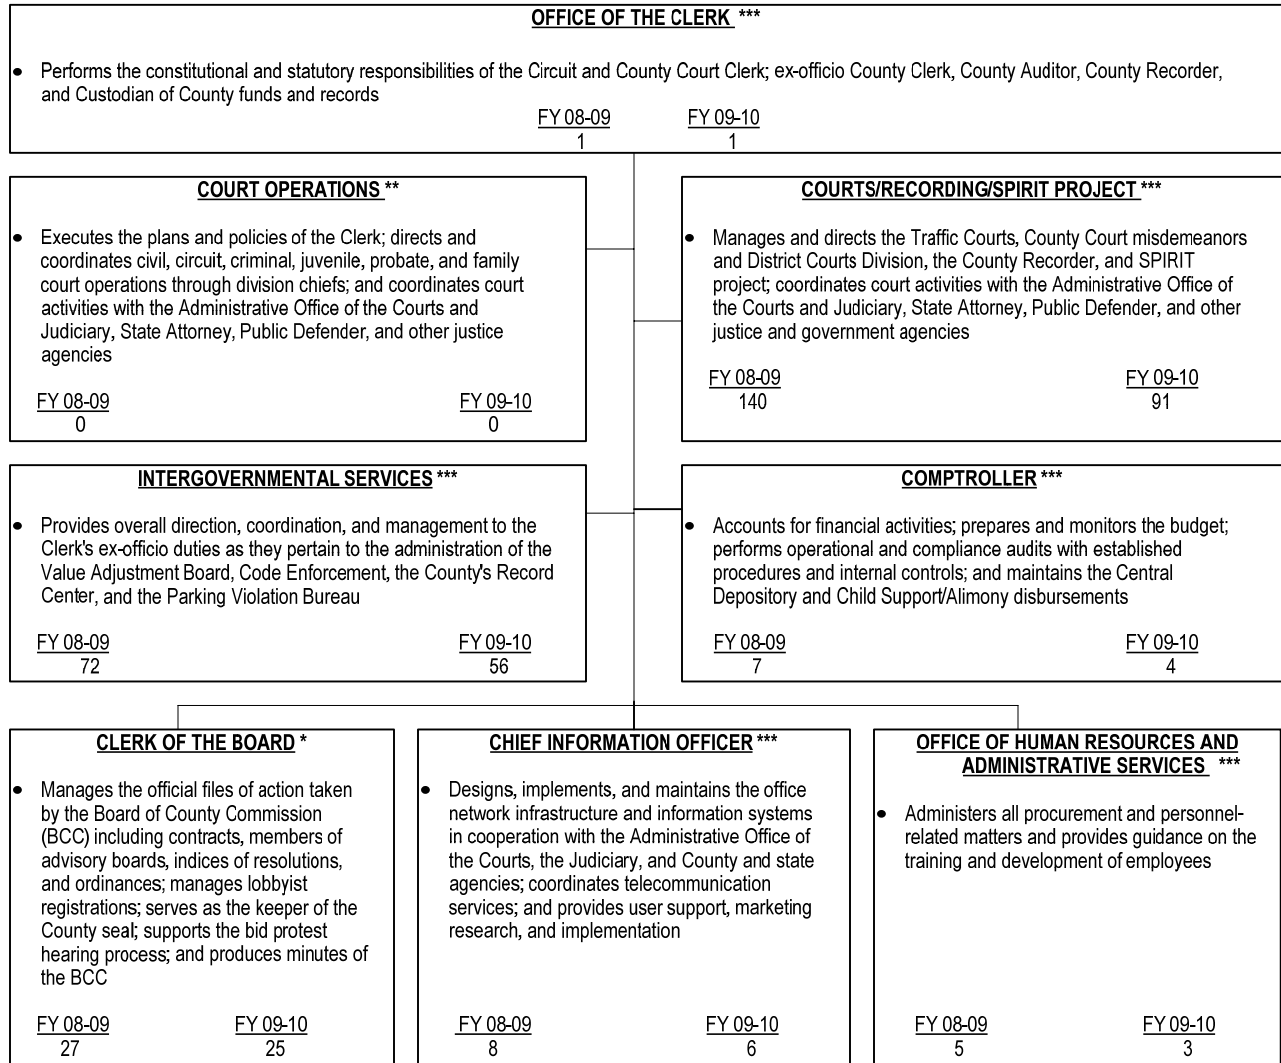 OFFICE OF THE CLERK ***
• Performs the constitutional and statutory responsibilities of the Circuit and County Court Clerk; ex-officio County Clerk, County Auditor, County Recorder,
and Custodian of County funds and records
FY 08-09 FY 09-10
1 1
COURT OPERATIONS **
• Executes the plans and policies of the Clerk; directs and
coordinates civil, circuit, criminal, juvenile, probate, and family
court operations through division chiefs; and coordinates court
activities with the Administrative Office of the Courts and
Judiciary, State Attorney, Public Defender, and other justice
agencies
FY 08-09 FY 09-10
0 0
COURTS/RECORDING/SPIRIT PROJECT ***
• Manages and directs the Traffic Courts, County Court misdemeanors
and District Courts Division, the County Recorder, and SPIRIT
project; coordinates court activities with the Administrative Office of
the Courts and Judiciary, State Attorney, Public Defender, and other
justice and government agencies
FY 08-09 FY 09-10
140 91
INTERGOVERNMENTAL SERVICES ***
• Provides overall direction, coordination, and management to the
Clerk's ex-officio duties as they pertain to the administration of the
Value Adjustment Board, Code Enforcement, the County's Record
Center, and the Parking Violation Bureau
FY 08-09 FY 09-10
72 56
COMPTROLLER ***
• Accounts for financial activities; prepares and monitors the budget;
performs operational and compliance audits with established
procedures and internal controls; and maintains the Central
Depository and Child Support/Alimony disbursements
FY 08-09 FY 09-10
7 4
CLERK OF THE BOARD *
• Manages the official files of action taken
by the Board of County Commission
(BCC) including contracts, members of
advisory boards, indices of resolutions,
and ordinances; manages lobbyist
registrations; serves as the keeper of the
County seal; supports the bid protest
hearing process; and produces minutes of
the BCC
FY 08-09 FY 09-10
27 25
CHIEF INFORMATION OFFICER ***
• Designs, implements, and maintains the office
network infrastructure and information systems
in cooperation with the Administrative Office of
the Courts, the Judiciary, and County and state
agencies; coordinates telecommunication
services; and provides user support, marketing
research, and implementation
FY 08-09 FY 09-10
8 6
OFFICE OF HUMAN RESOURCES AND
ADMINISTRATIVE SERVICES ***
• Administers all procurement and personnel-
related matters and provides guidance on the
training and development of employees
FY 08-09 FY 09-10
5 3